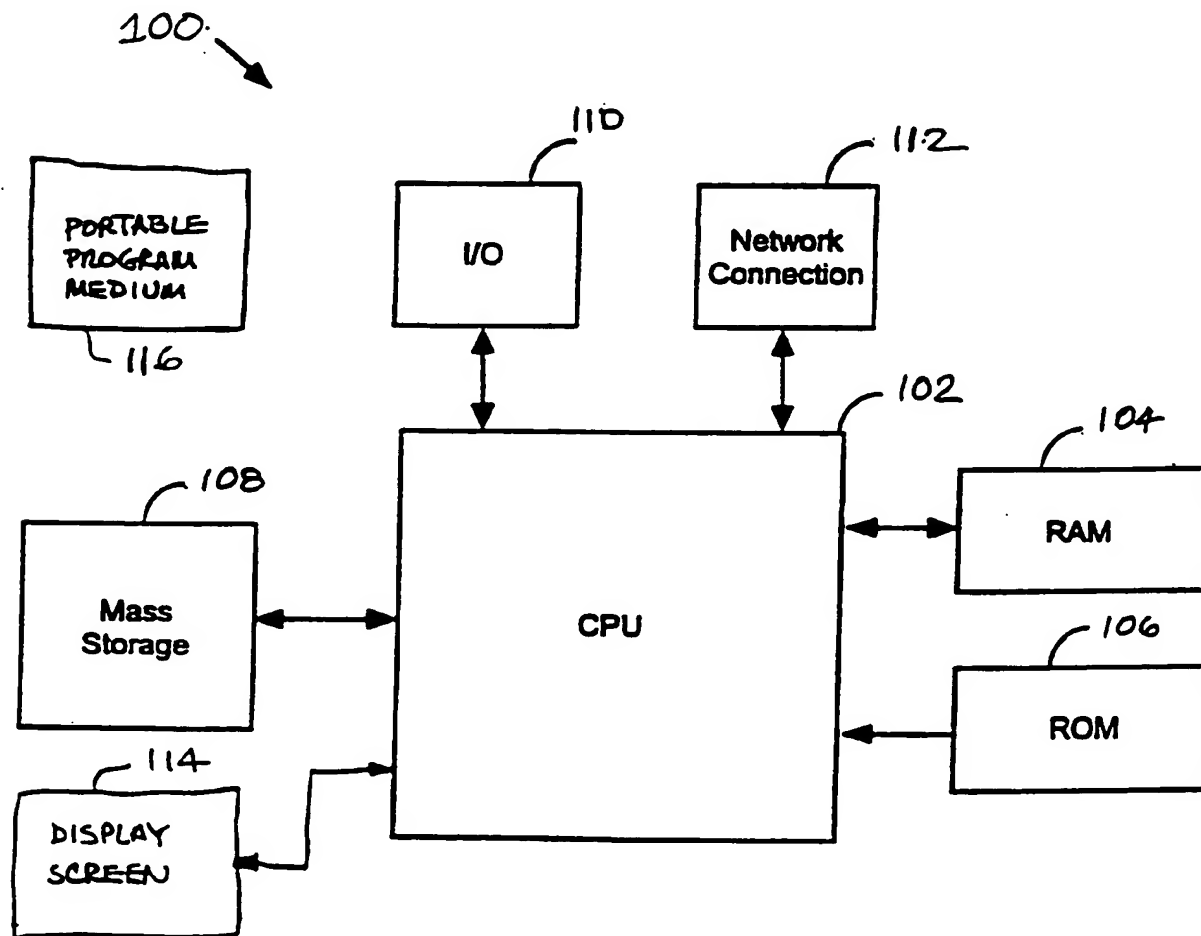 100
110
112
PORTABLE
PROGRAM
MEDIUM
I/O
Network
Connection
116
102
104
108
RAM
Mass
Storage
CPU
106
ROM
114
DISPLAY
SCREEN